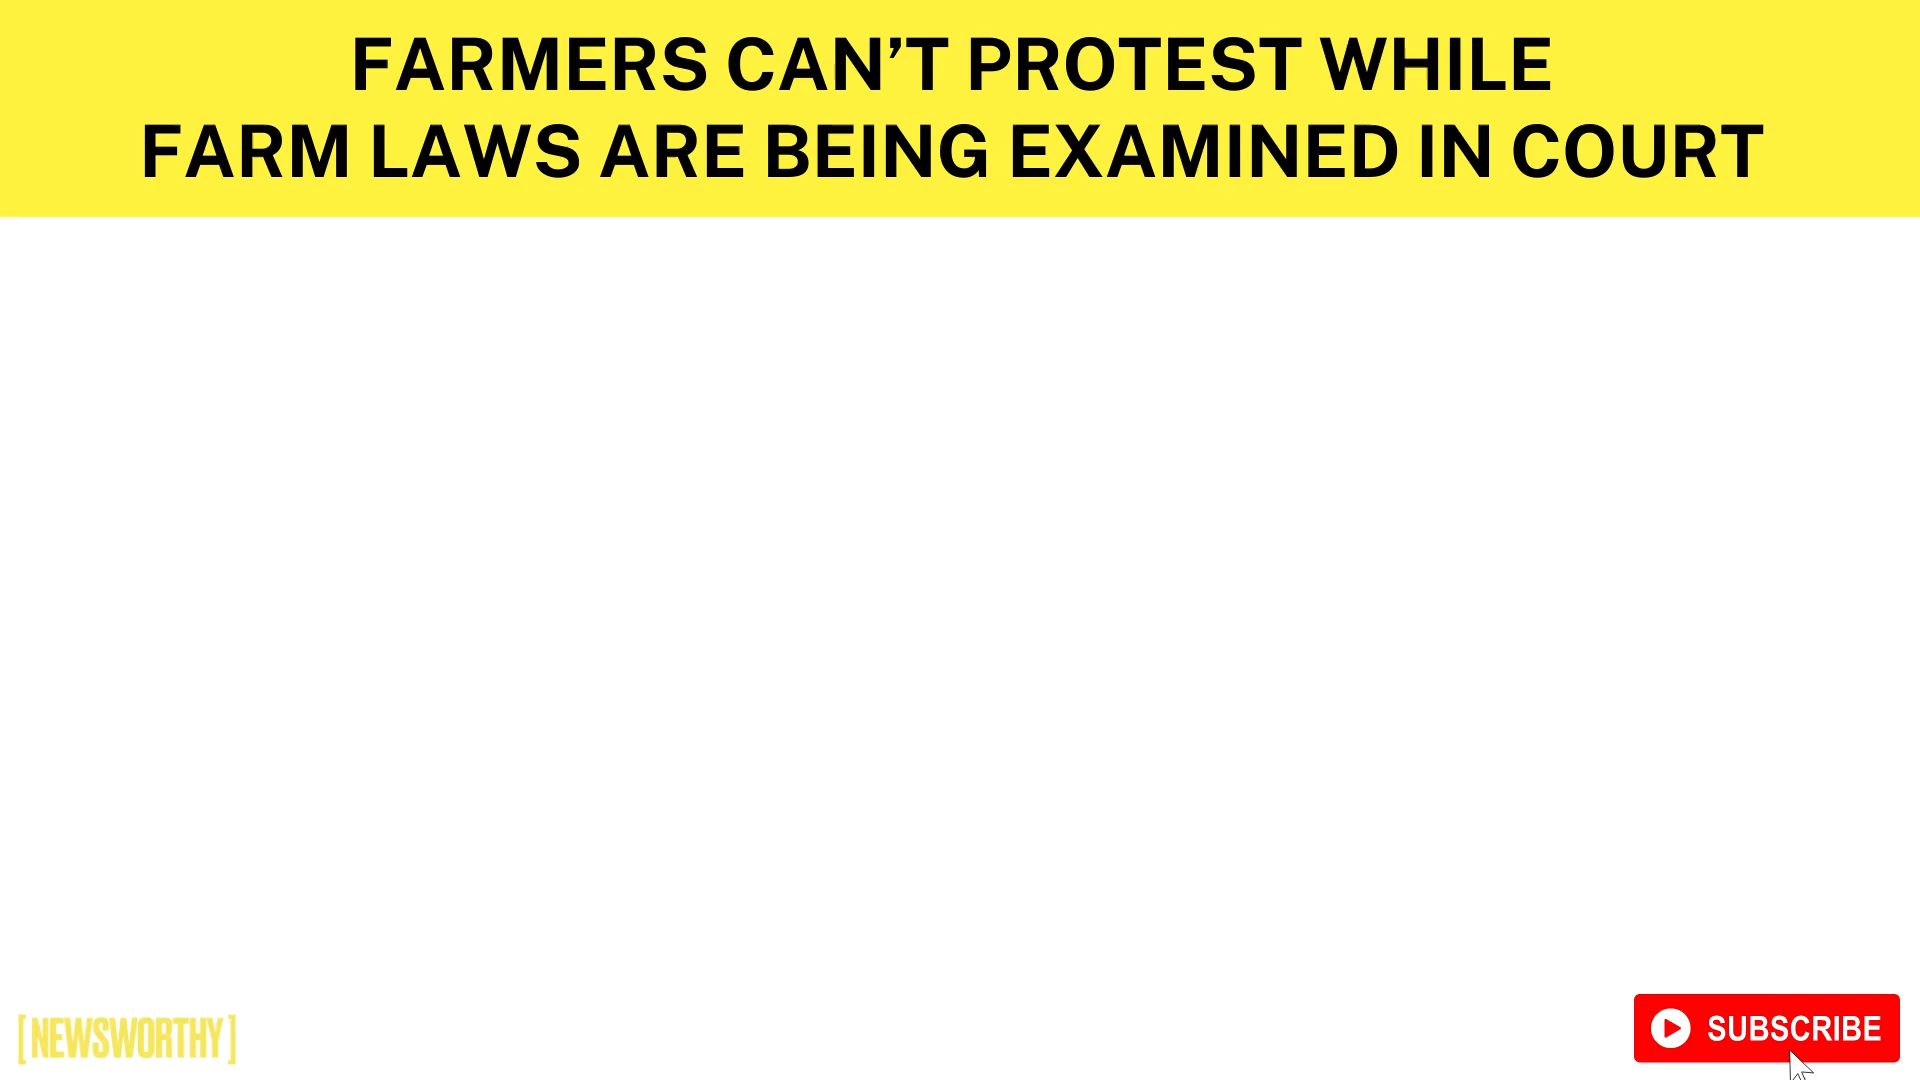 FARMERS CAN’T PROTEST WHILE
FARM LAWS ARE BEING EXAMINED IN COURT
[NEWSWORTHY]
SUBSCRIBE